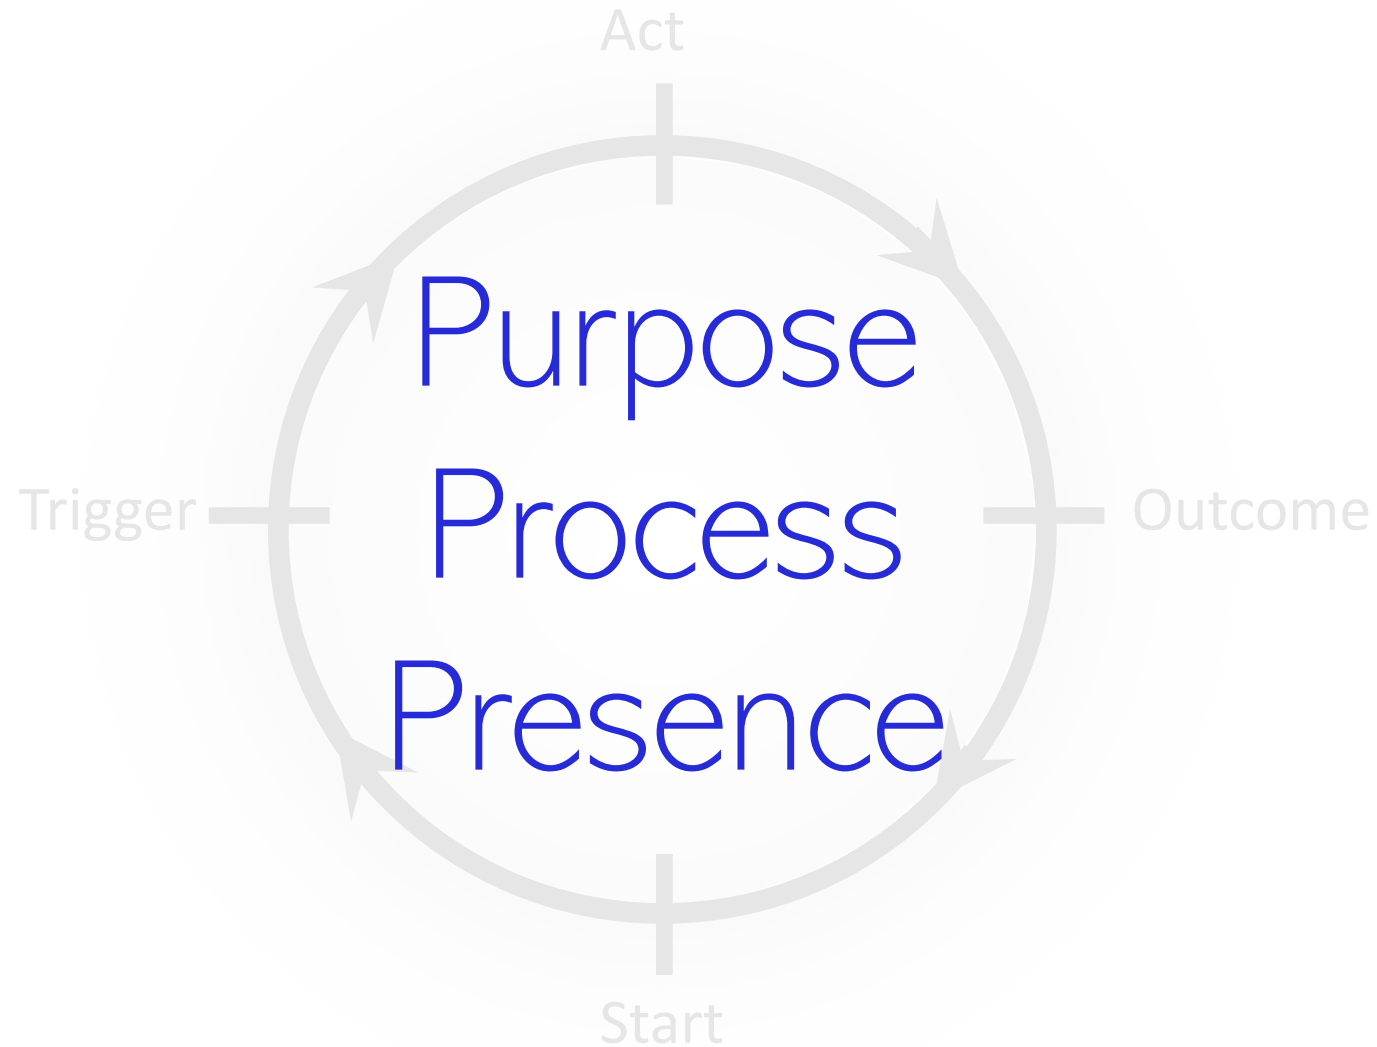 Act
Purpose
Process
Trigger
Outcome
Presence
Start